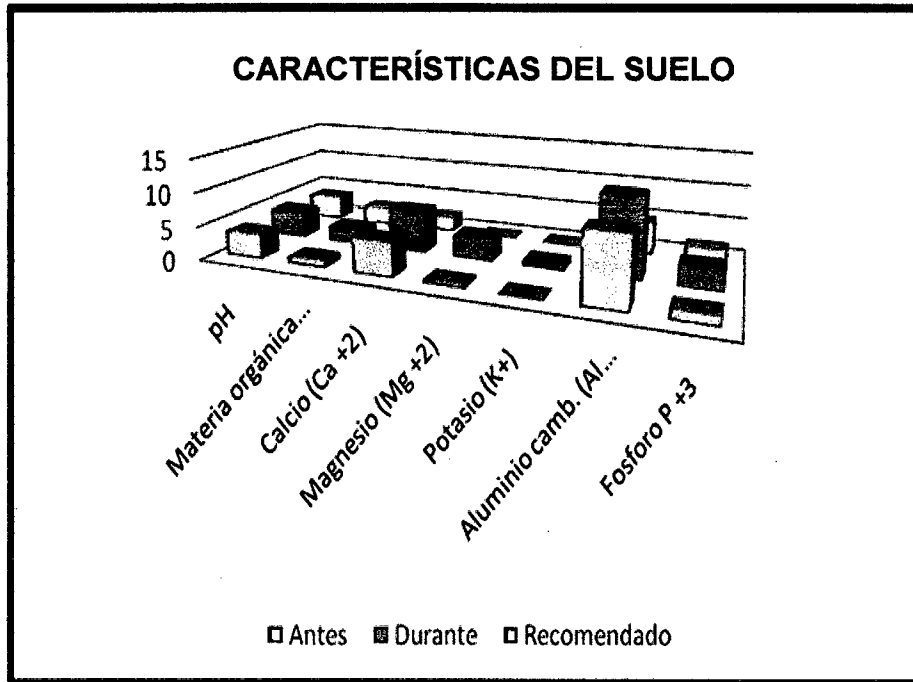 CARACTERÍSTICAS DEL SUELO
15
10
5
0
pH
Materia orgánica...
Calcio (Ca +2)
Magnesio (Mg +2)
Potasio (K+)
Aluminio camb. (Al...
Fosforo P +3
Antes Durante Recomendado